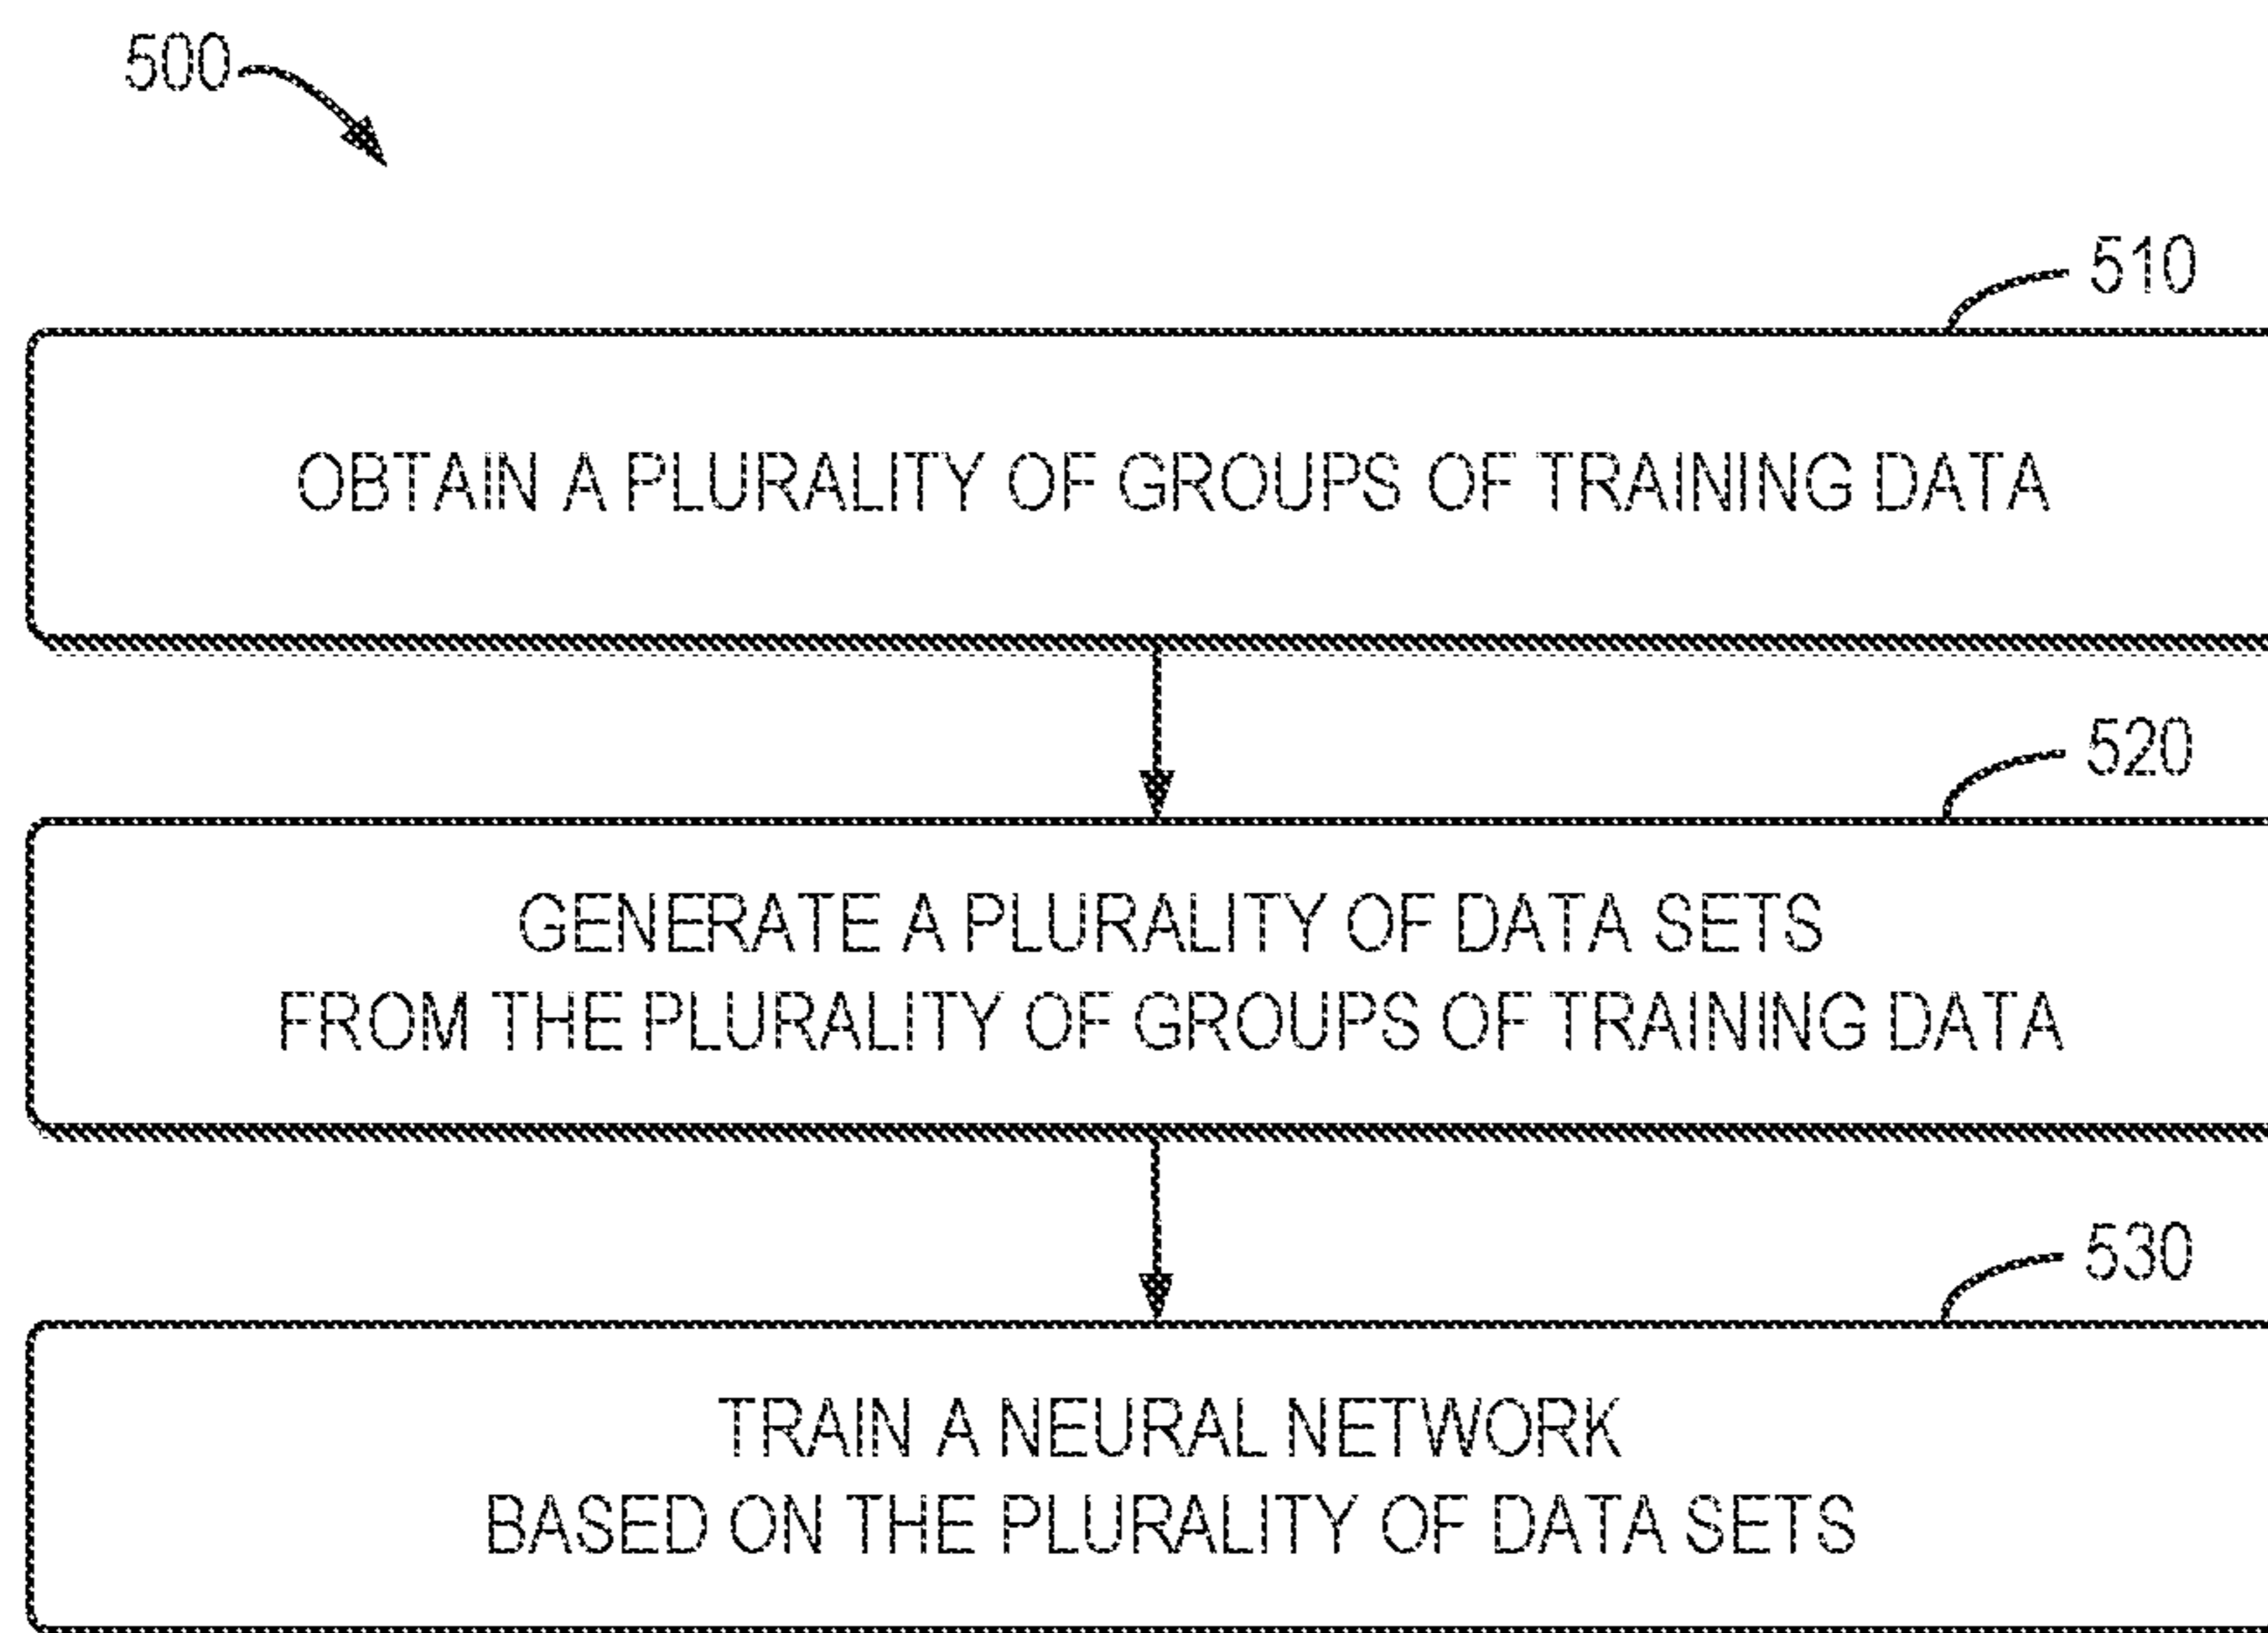 500
510
OBTAIN A PLURALITY OF GROUPS OF TRAINING DATA
520
GENERATE A PLURALITY OF DATA SETS
FROM THE PLURALITY OF GROUPS OF TRAINING DATA
530
TRAIN A NEURAL NETWORK
BASED ON THE PLURALITY OF DATA SETS